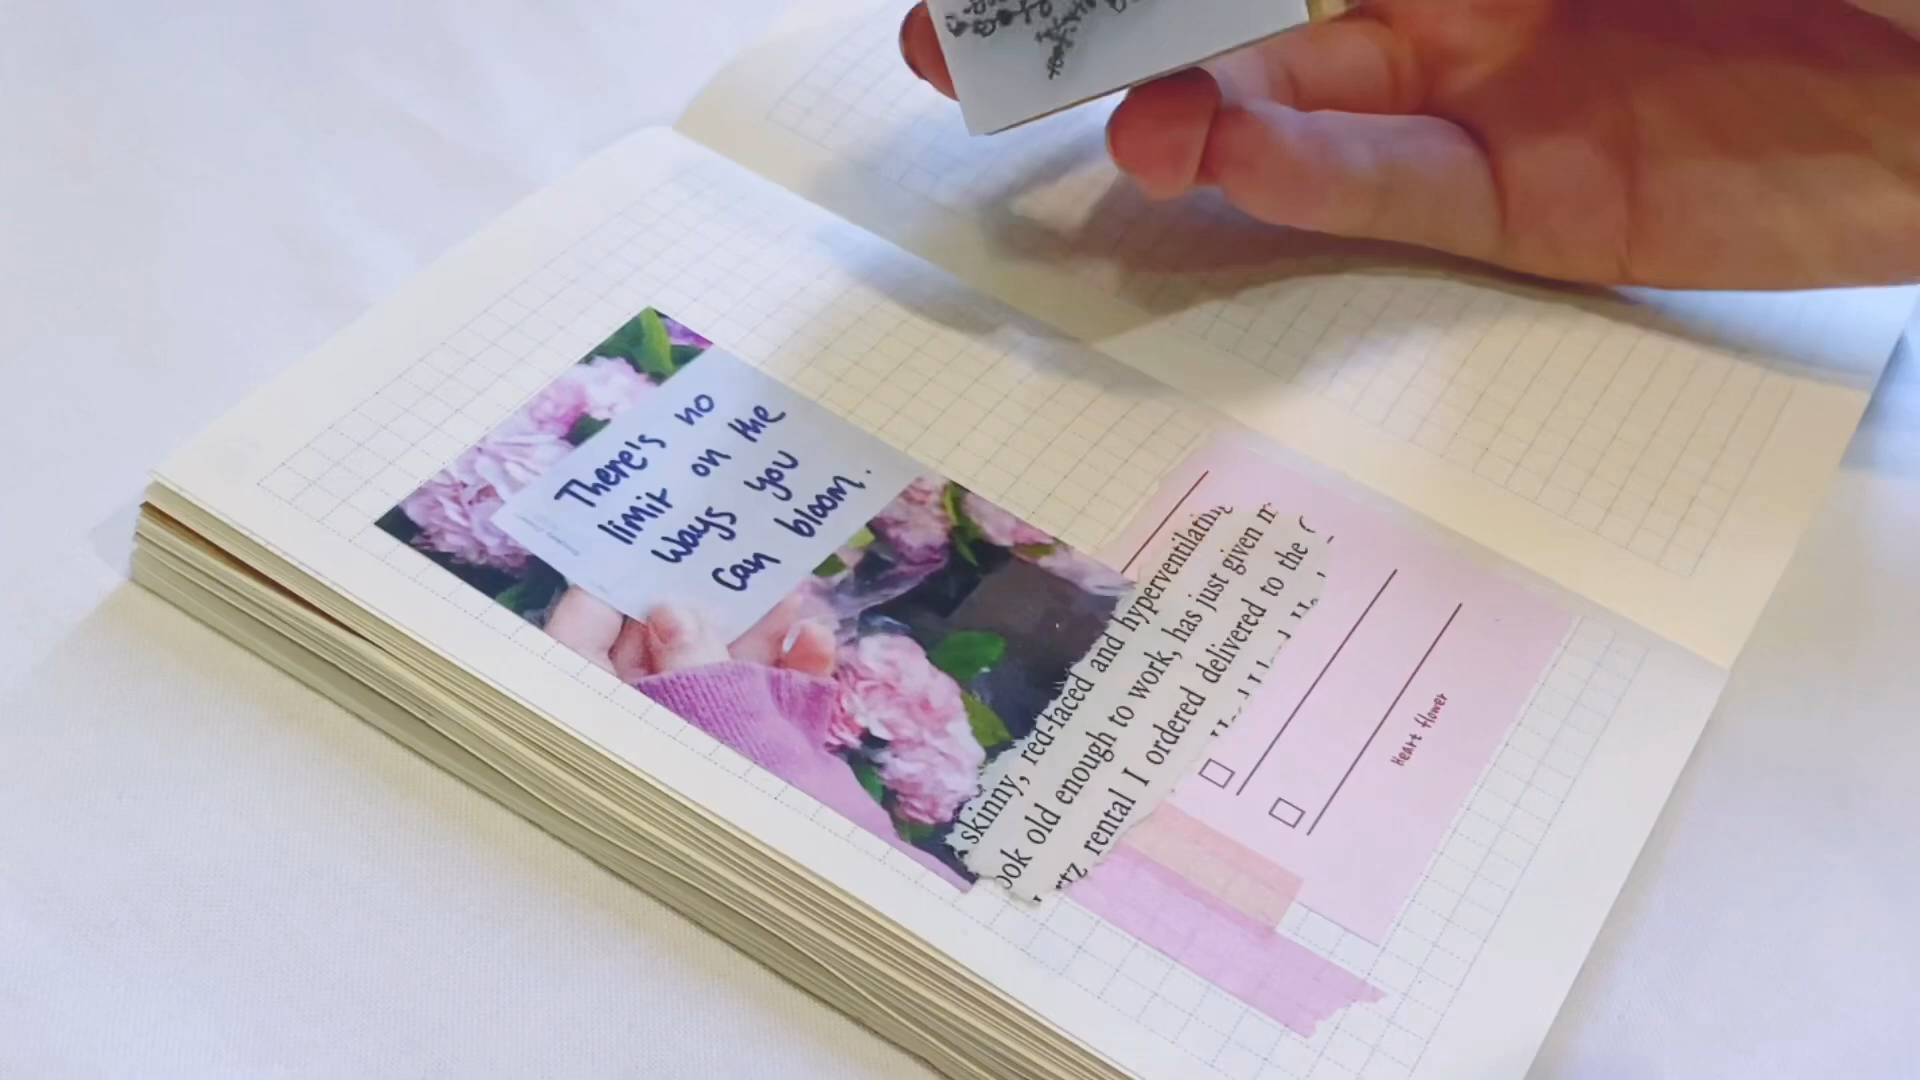 There's no
limit on the
ways you
can bloom.
hyperventilating
skinny, red-faced and
old enough to work, has just given
rental I ordered delivered to the
Heart flower